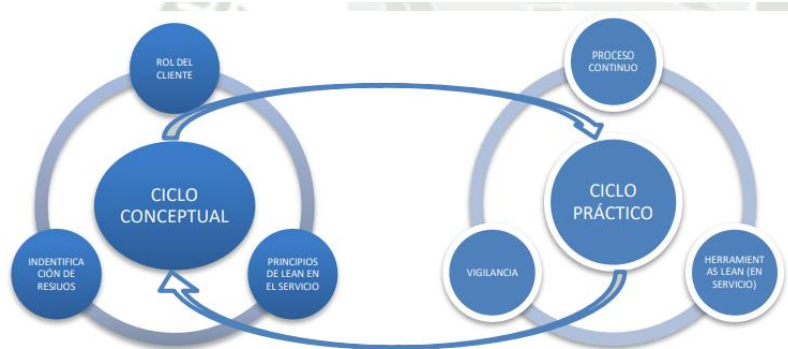 ROL DEL
CLIENTE
CICLO
CONCEPTUAL
INDENTIFICA
CIÓN DE
RESIUOS
PRINCIPIOS
DE LEAN EN
EL SERVICIO
PROCESO
CONTINUO
CICLO
PRÁCTICO
VIGILANCIA
HERRAMIENT
AS LEAN (EN
SERVICIO)